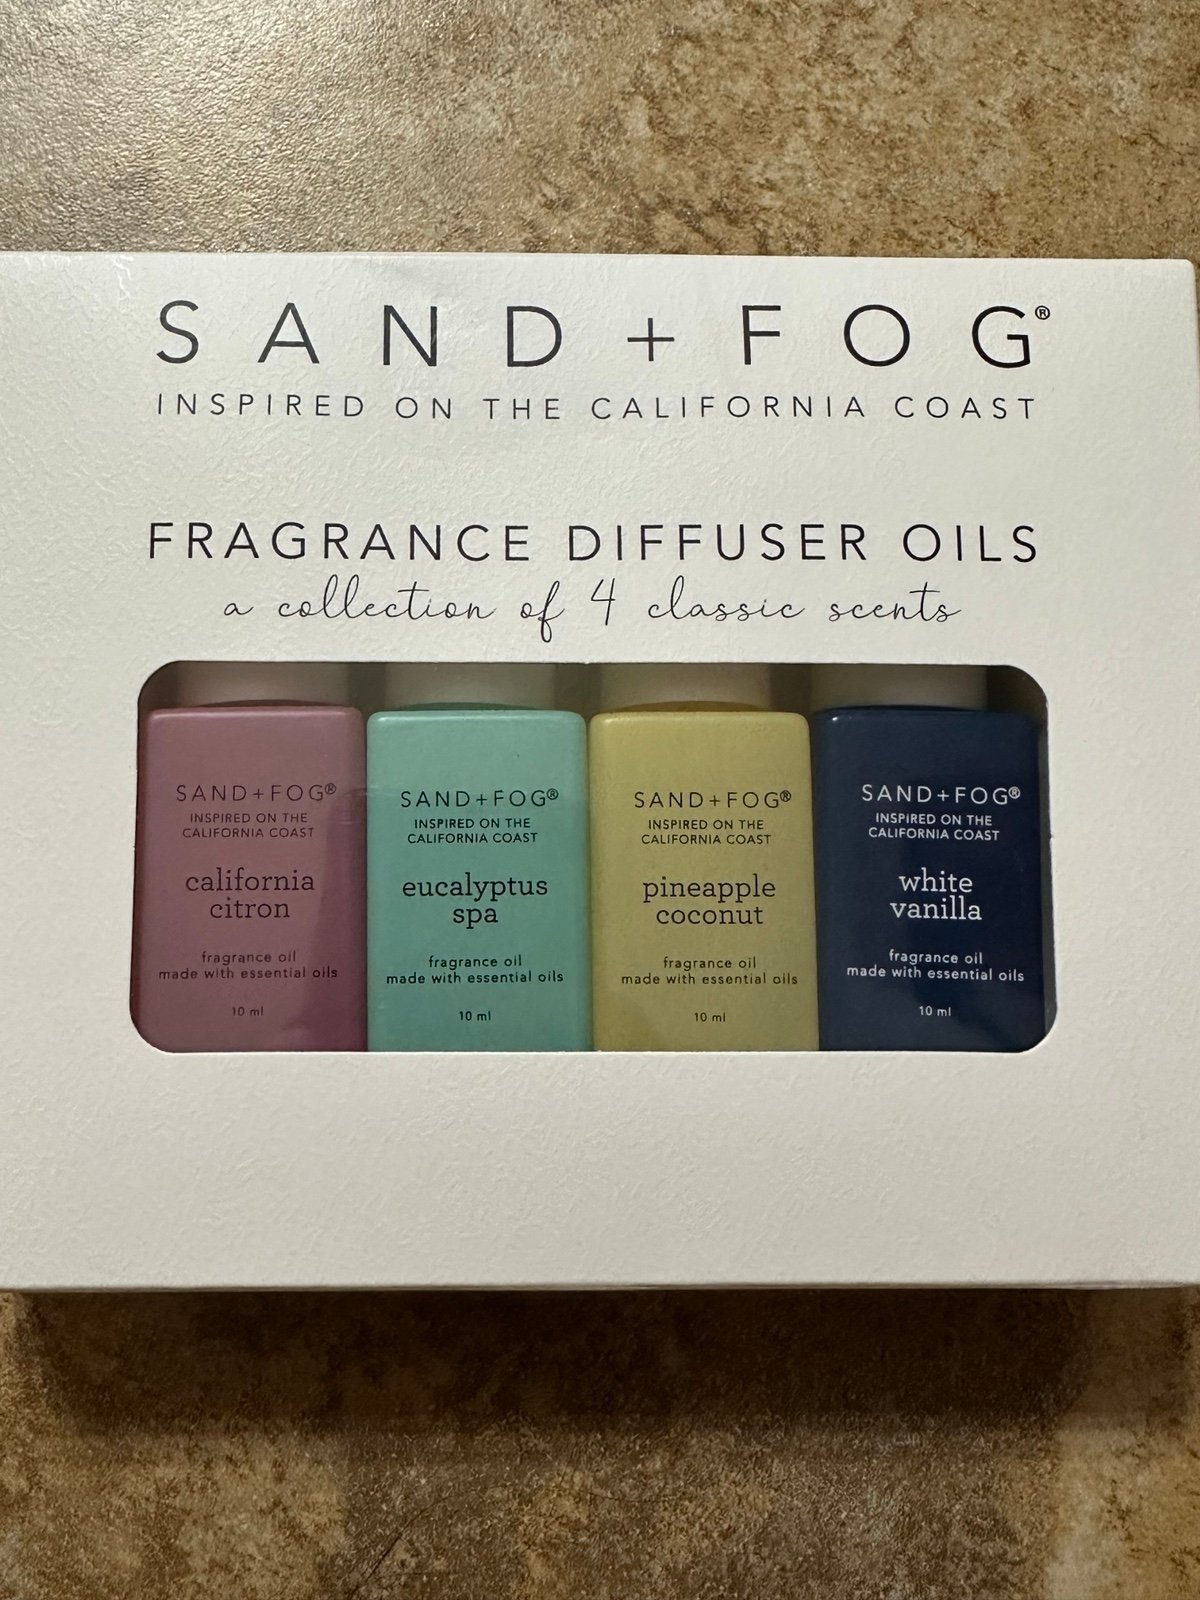 SAND+FOG®
INSPIRED ON THE CALIFORNIA COAST
FRAGRANCE DIFFUSER OILS
a collection of 4 classic scents
SAND+FOG®
INSPIRED ON THE
CALIFORNIA COAST
california
citron
fragrance oil
made with essential oils
10 ml
SAND+FOG®
INSPIRED ON THE
CALIFORNIA COAST
eucalyptus
spa
fragrance oil
made with essential oils
10 ml
SAND+FOG®
INSPIRED ON THE
CALIFORNIA COAST
pineapple
coconut
fragrance oil
made with essential oils
10 ml
SAND+FOG®
INSPIRED ON THE
CALIFORNIA COAST
white
vanilla
fragrance oil
made with essential oils
10 ml